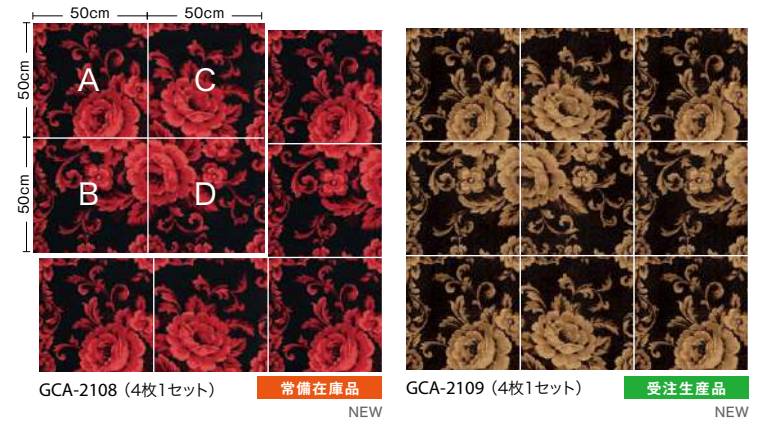 50cm 50cm
50cm
A C
50cm
B D
GCA-2108（4枚1セット） 常備在庫品
NEW
GCA-2109（4枚1セット） 受注生産品
NEW